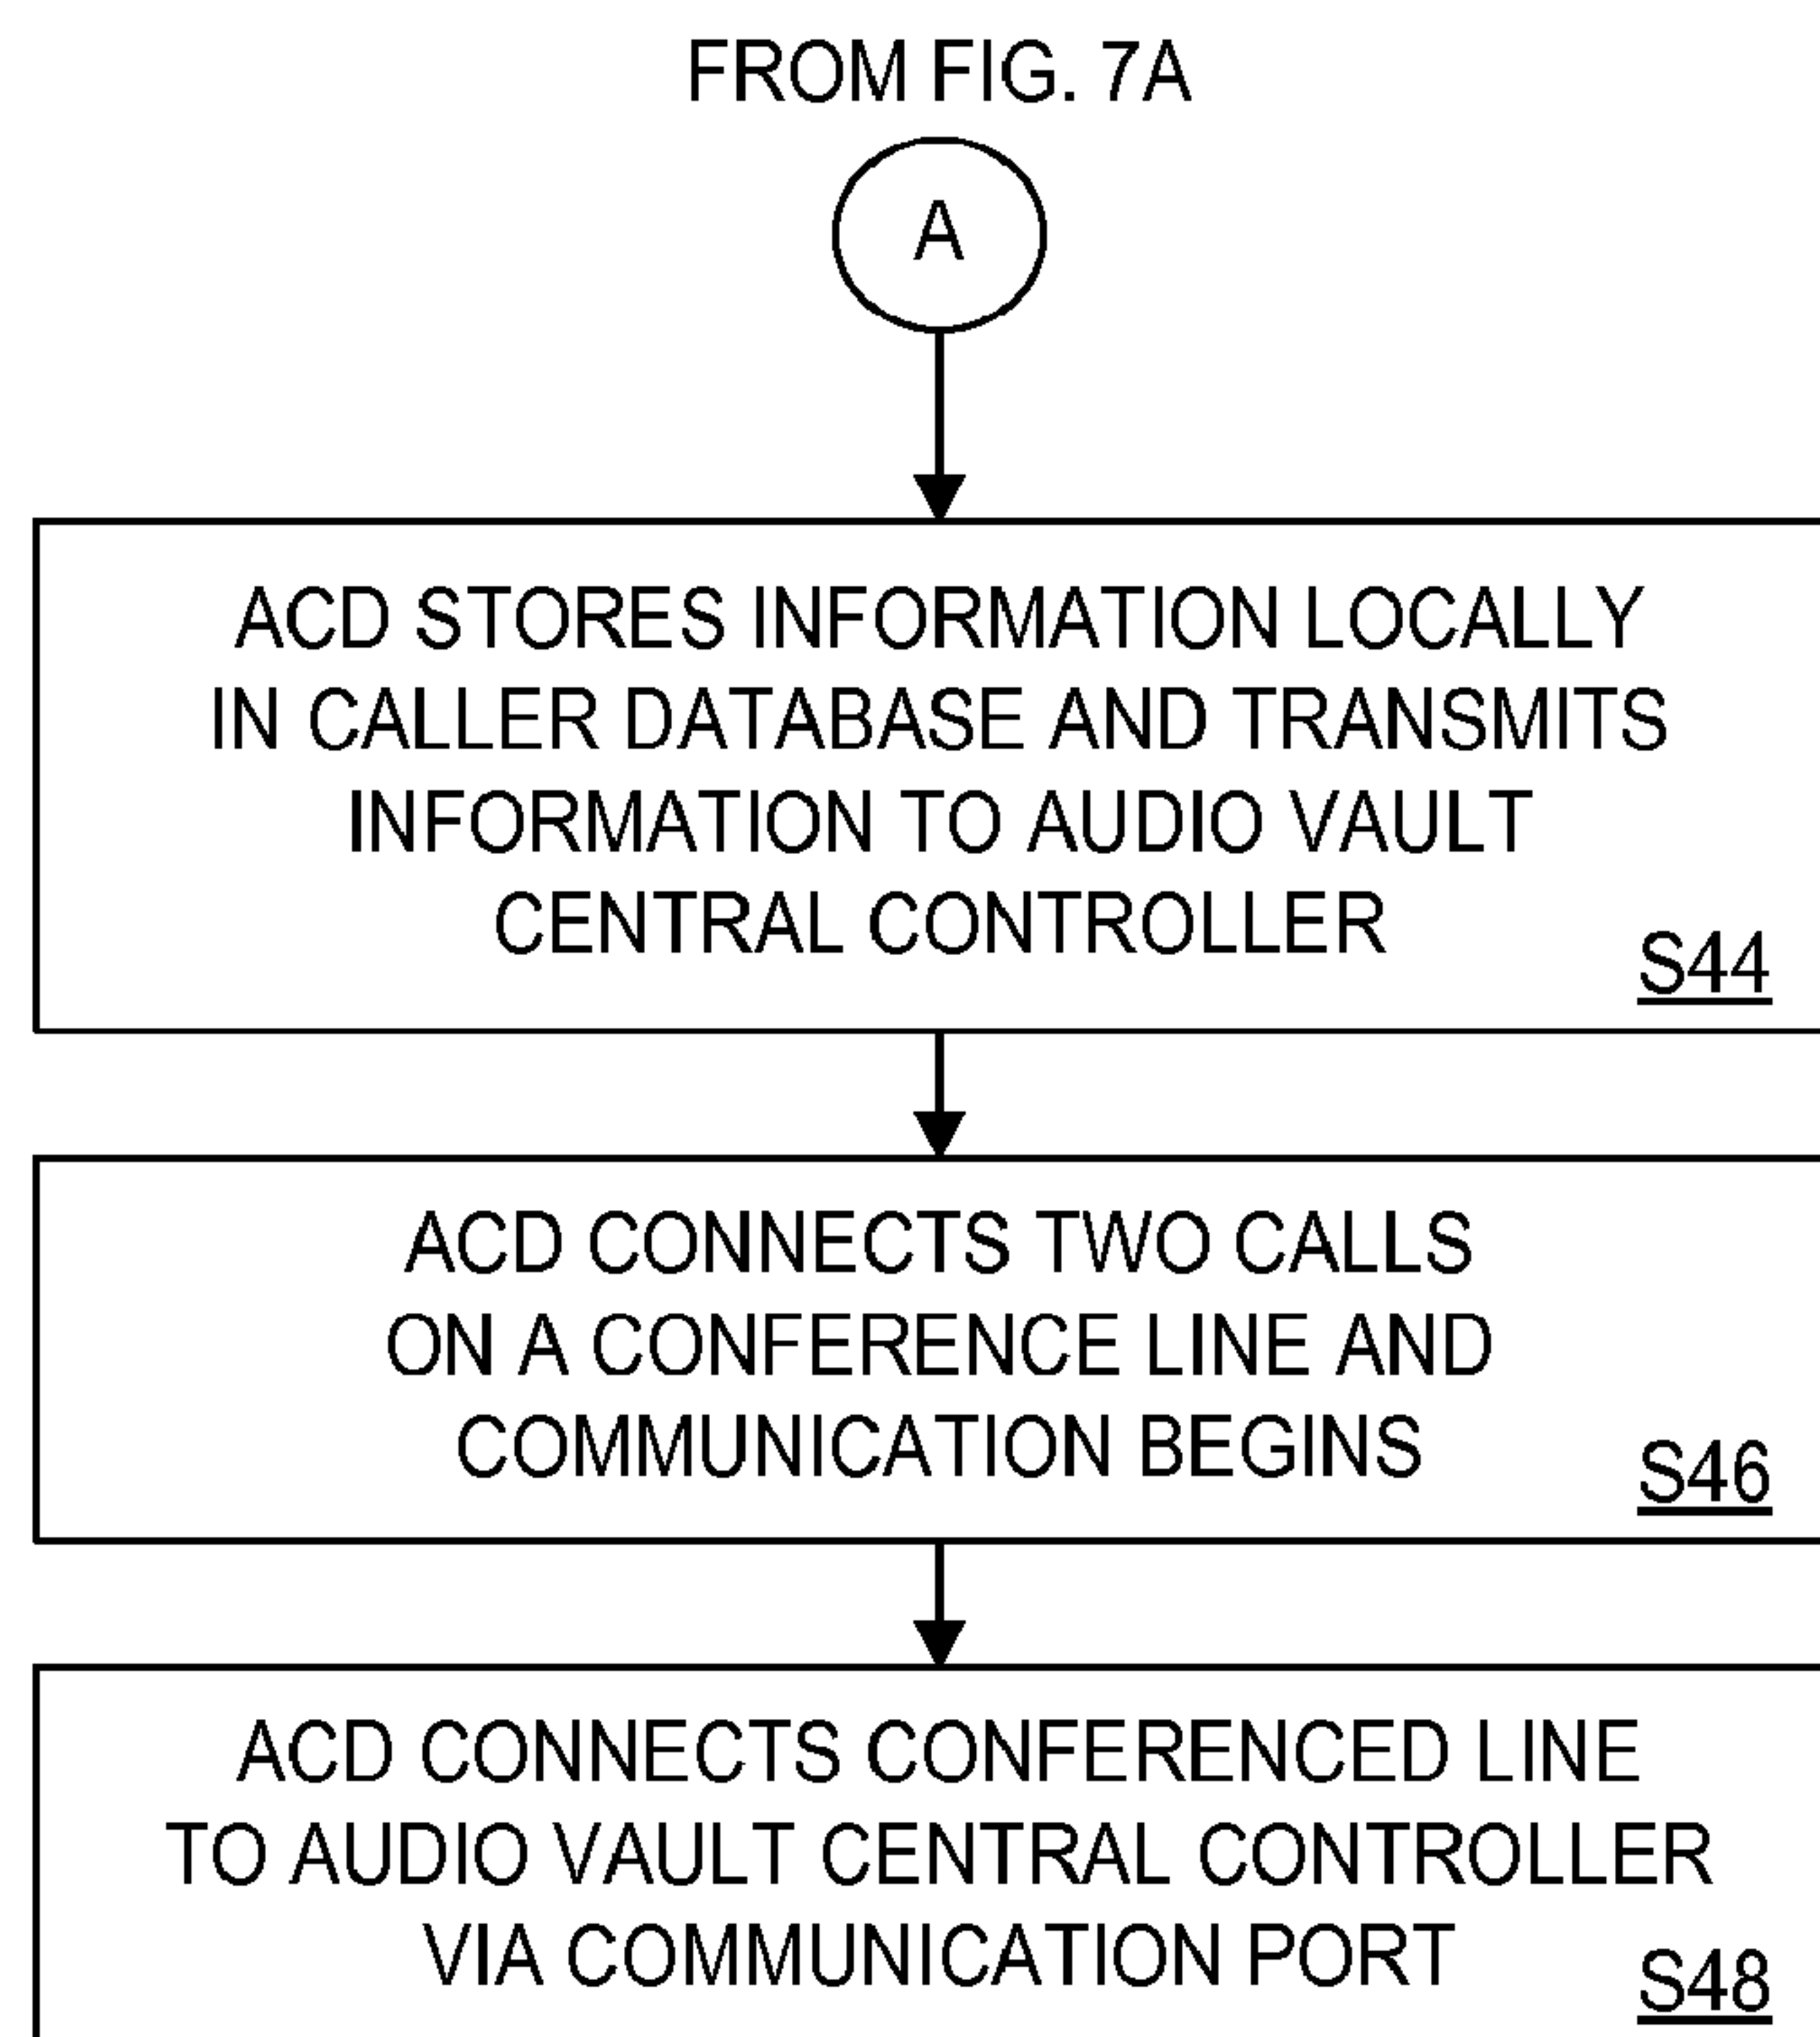 FROM FIG. 7A
A
ACD STORES INFORMATION LOCALLY
IN CALLER DATABASE AND TRANSMITS
INFORMATION TO AUDIO VAULT
CENTRAL CONTROLLER
S44
ACD CONNECTS TWO CALLS
ON A CONFERENCE LINE AND
COMMUNICATION BEGINS
S46
ACD CONNECTS CONFERENCED LINE
TO AUDIO VAULT CENTRAL CONTROLLER
VIA COMMUNICATION PORT
S48